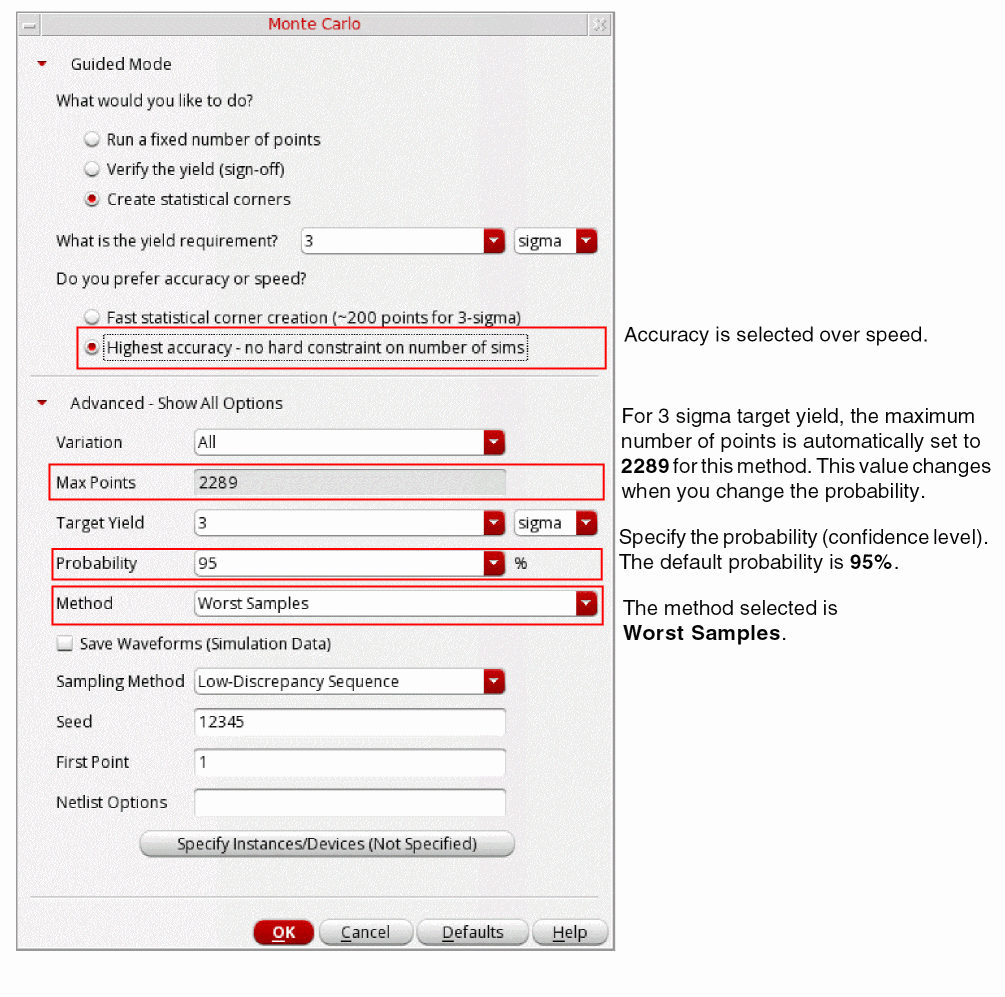 Monte Carlo
Guided Mode
What would you like to do?
Run a fixed number of points
Verify the yield (sign-off)
Create statistical corners
What is the yield requirement? 3 sigma
Do you prefer accuracy or speed?
Fast statistical corner creation (~200 points for 3-sigma)
Highest accuracy - no hard constraint on number of sims
Accuracy is selected over speed.
Advanced - Show All Options
Variation All
Max Points 2289
For 3 sigma target yield, the maximum
number of points is automatically set to
2289 for this method. This value changes
when you change the probability.
Target Yield 3 sigma
Probability 95 %
Specify the probability (confidence level).
The default probability is 95%.
Method Worst Samples
The method selected is
Worst Samples.
Save Waveforms (Simulation Data)
Sampling Method Low-Discrepancy Sequence
Seed 12345
First Point 1
Netlist Options
Specify Instances/Devices (Not Specified)
OK Cancel Defaults Help